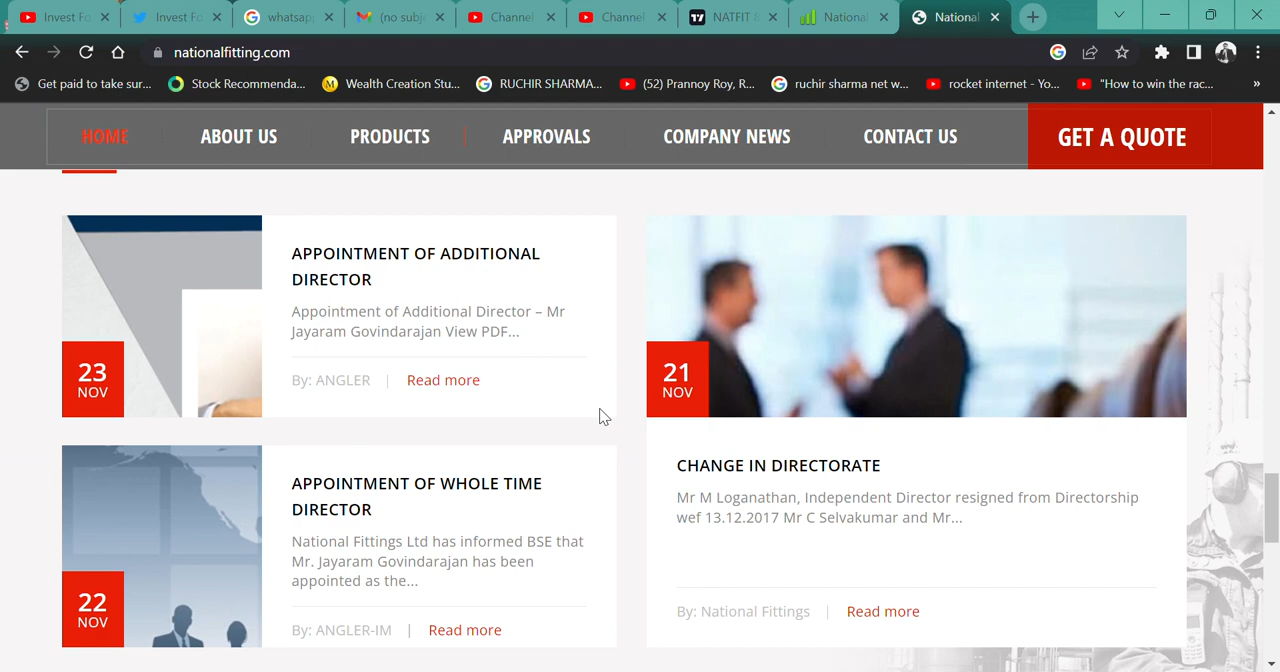 Invest Fo
Invest Fo
whatsap
(no subj
Channel
Channel
NATFIT
National
National
nationalfitting.com
Get paid to take sur...
Stock Recommenda...
Wealth Creation Stu...
RUCHIR SHARMA...
(52) Prannoy Roy, R...
ruchir sharma net w...
rocket internet - Yo...
"How to win the rac...
»
HOME
ABOUT US
PRODUCTS
APPROVALS
COMPANY NEWS
CONTACT US
GET A QUOTE
APPOINTMENT OF ADDITIONAL
DIRECTOR
Appointment of Additional Director – Mr
Jayaram Govindarajan View PDF...
23
NOV
By: ANGLER | Read more
APPOINTMENT OF WHOLE TIME
DIRECTOR
National Fittings Ltd has informed BSE that
Mr. Jayaram Govindarajan has been
appointed as the...
22
NOV
By: ANGLER-IM | Read more
21
NOV
CHANGE IN DIRECTORATE
Mr M Loganathan, Independent Director resigned from Directorship
wef 13.12.2017 Mr C Selvakumar and Mr...
By: National Fittings | Read more